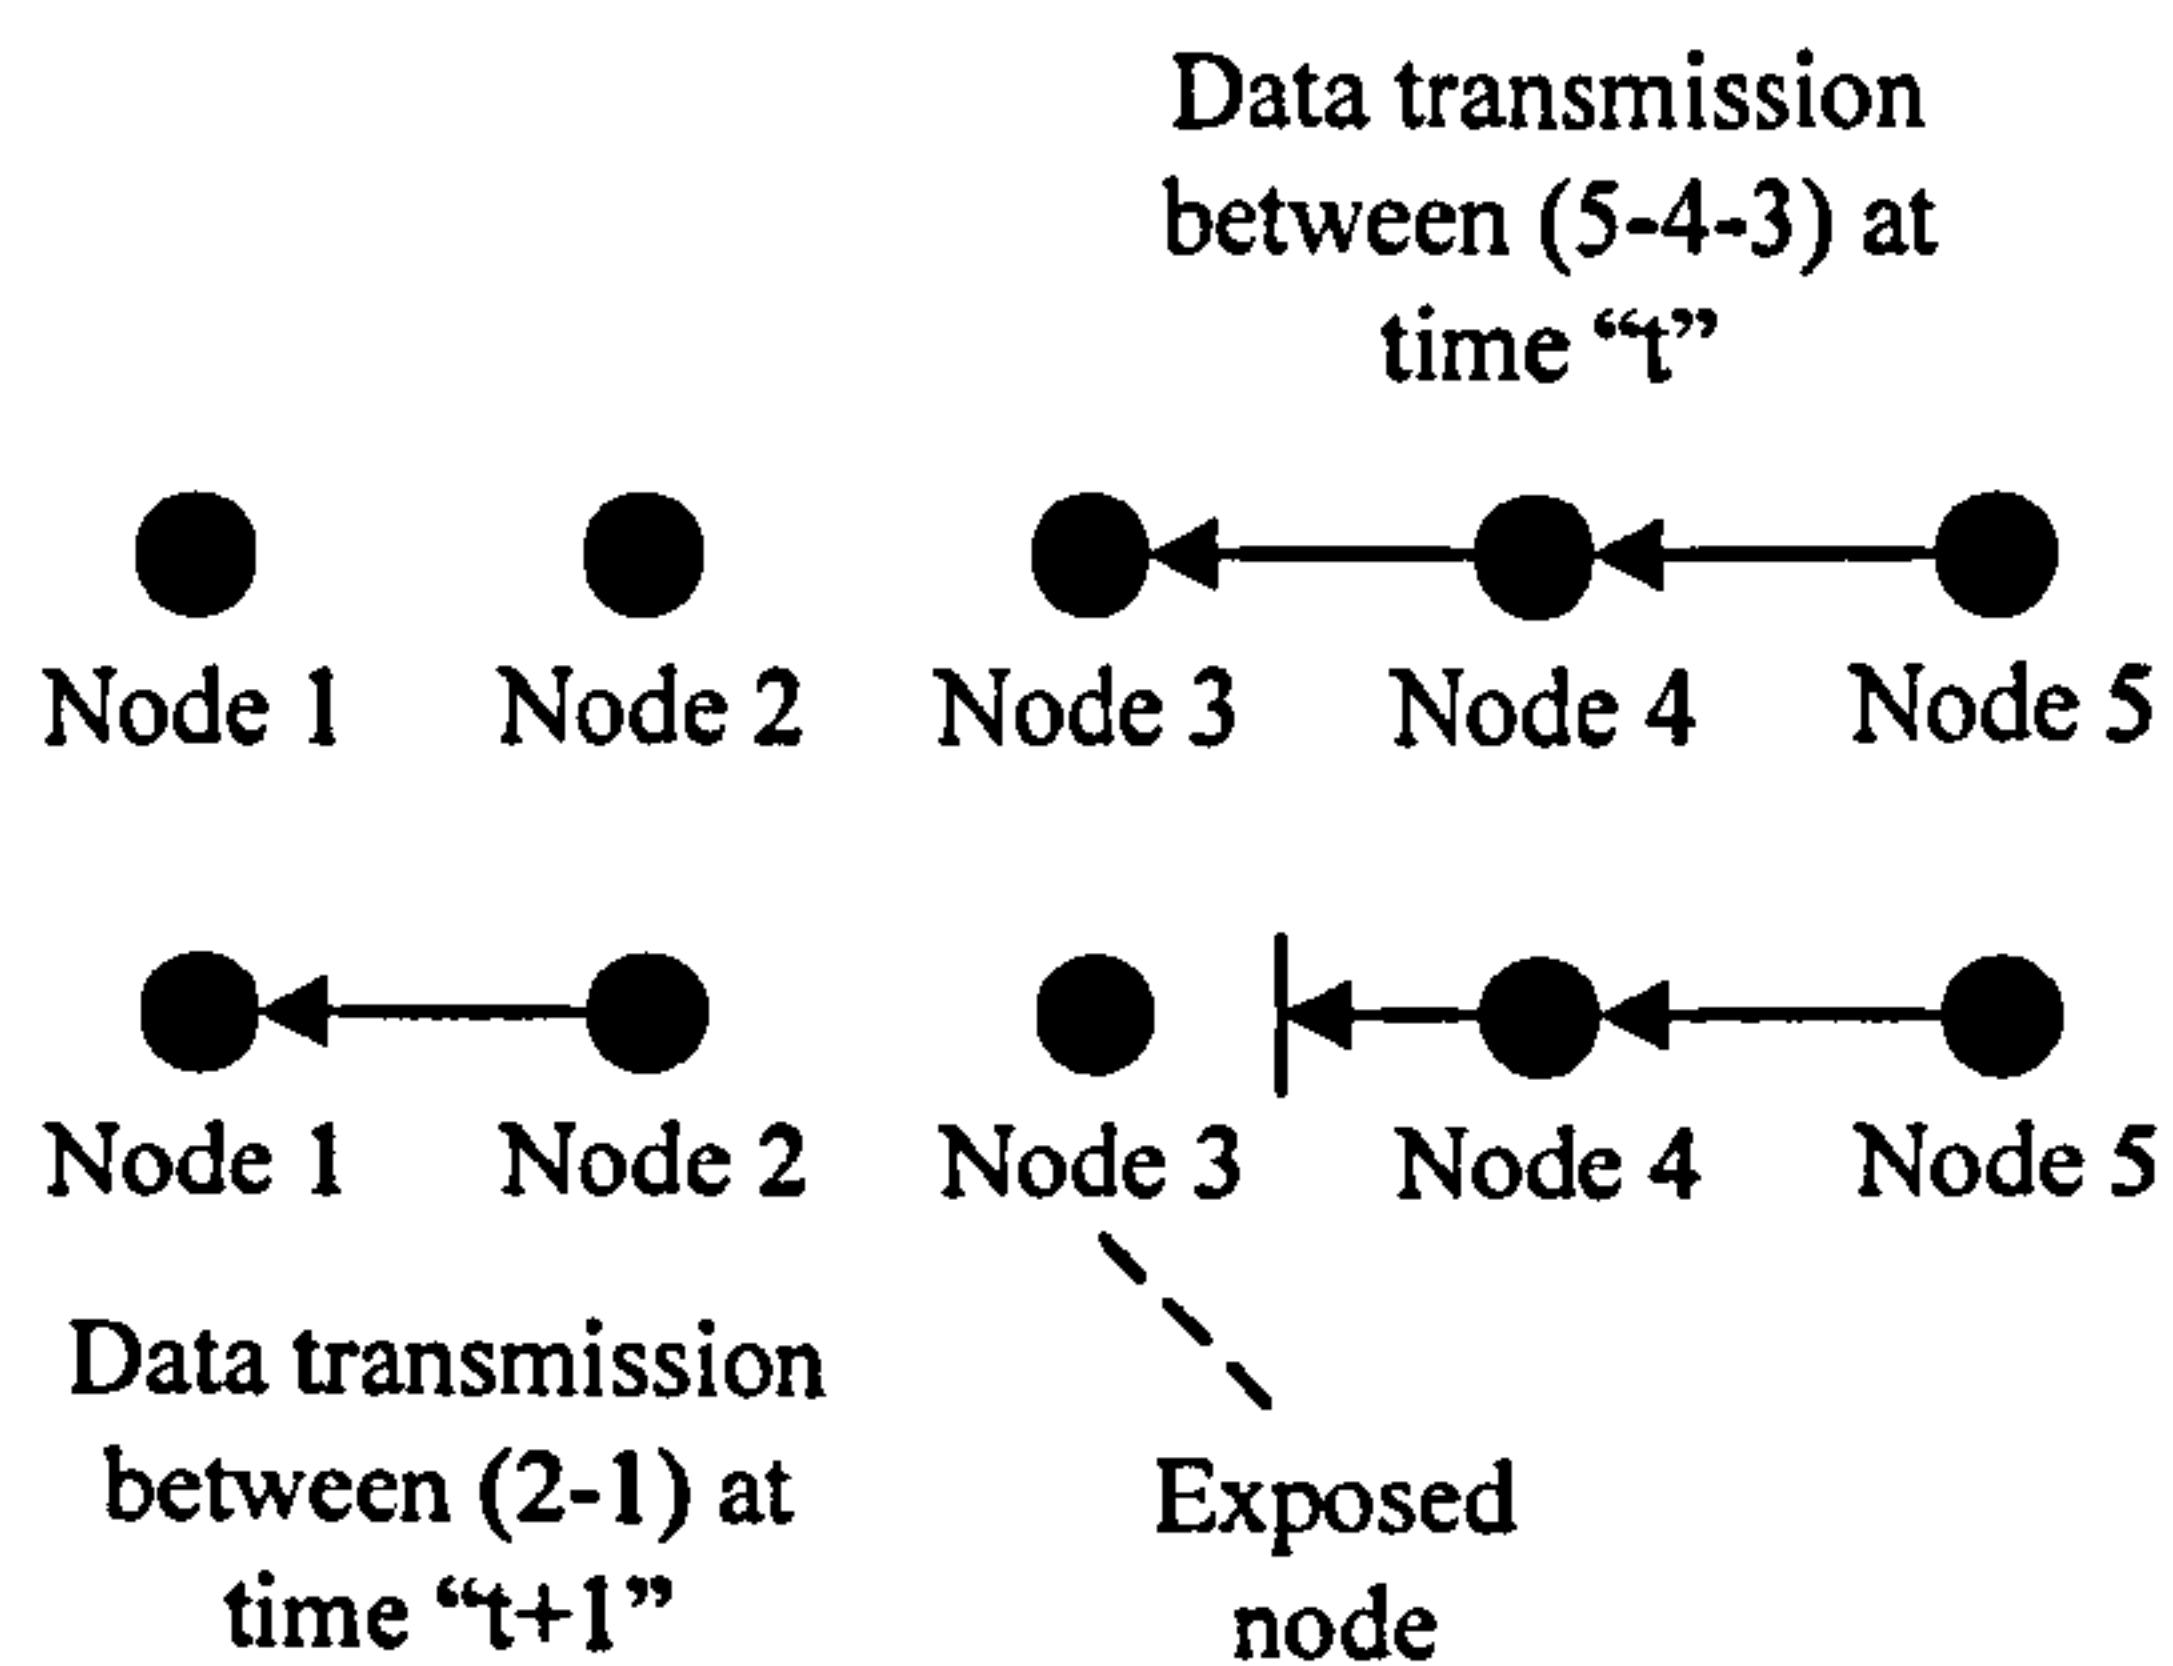 Data transmission
between (5-4-3) at
time “t”
Node 1 Node 2 Node 3 Node 4 Node 5
Node 1 Node 2 Node 3 Node 4 Node 5
Data transmission
between (2-1) at
time “t+1”
Exposed
node